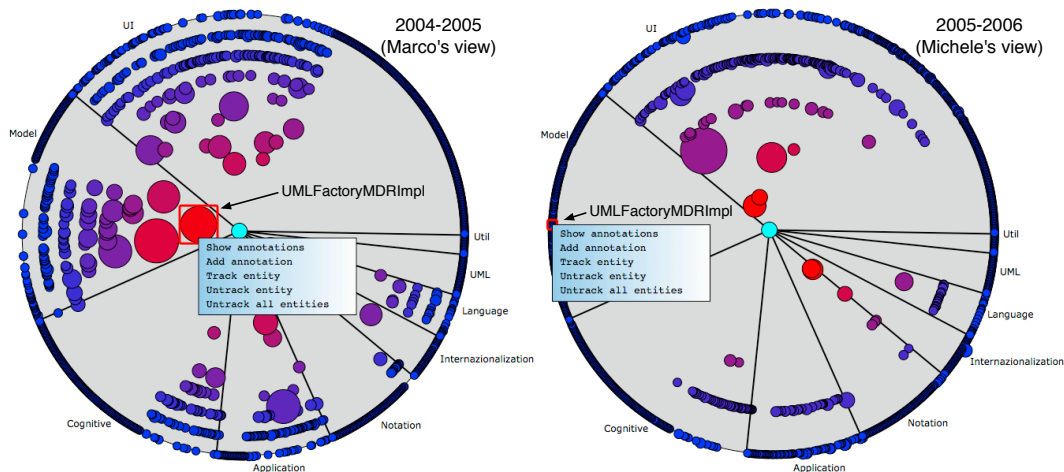 2004-2005
(Marco's view)
UI
Model
UMLFactoryMDRImpl
Show annotations
Add annotation
Track entity
Untrack entity
Untrack all entities
Util
UML
Language
Internazionalization
Notation
Application
Cognitive
2005-2006
(Michele's view)
UI
Model
UMLFactoryMDRImpl
Show annotations
Add annotation
Track entity
Untrack entity
Untrack all entities
Util
UML
Language
Internazionalization
Notation
Application
Cognitive